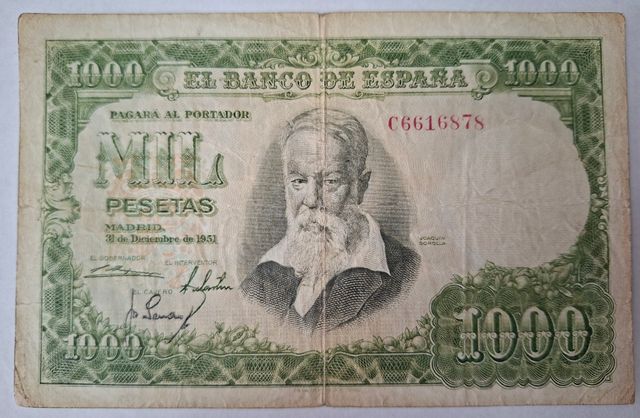 1000 EL BANCO DE ESPAÑA 1000
PAGARÁ AL PORTADOR
C6616878
MIL
PESETAS
MADRID,
31 de Diciembre de 1951
JOAQUIN
SOROLLA
EL GOBERNADOR
EL INTERVENTOR
EL CAJERO
1000
1000